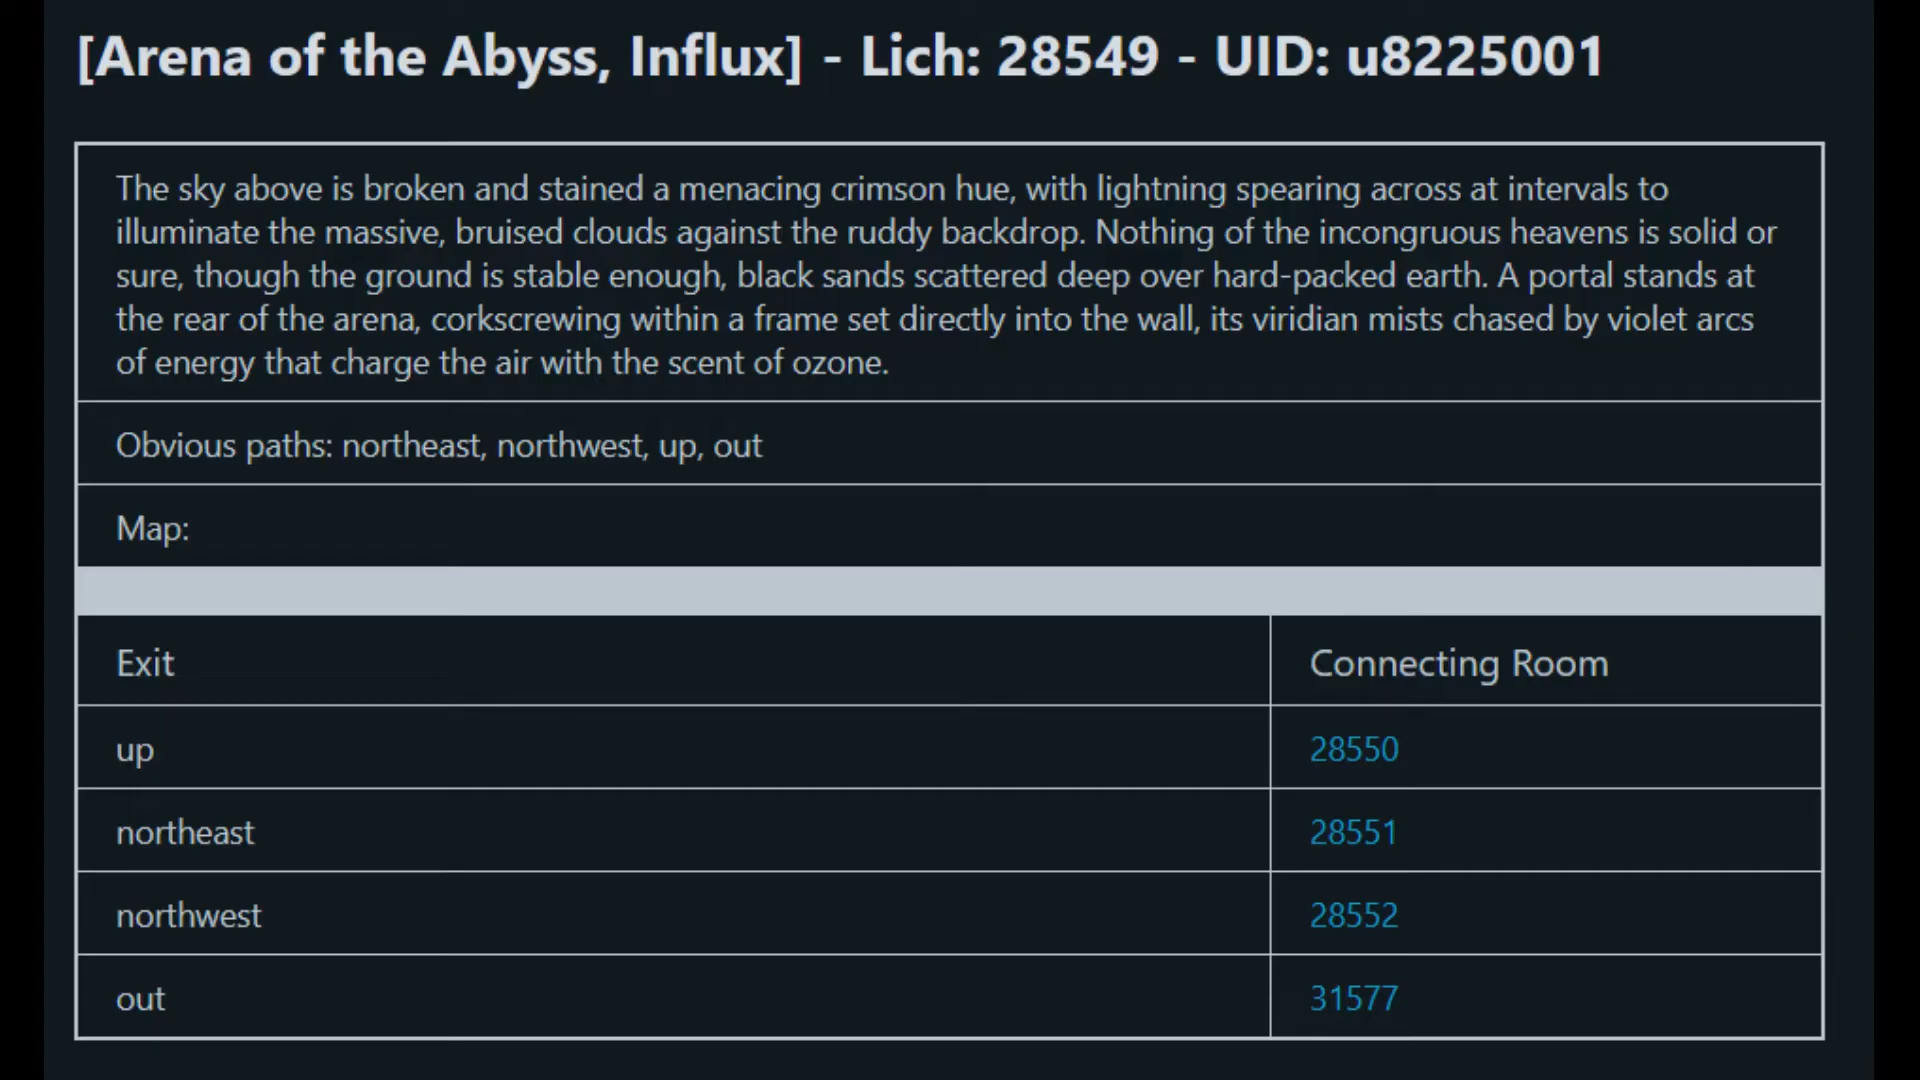 [Arena of the Abyss, Influx] - Lich: 28549 - UID: u8225001
The sky above is broken and stained a menacing crimson hue, with lightning spearing across at intervals to
illuminate the massive, bruised clouds against the ruddy backdrop. Nothing of the incongruous heavens is solid or
sure, though the ground is stable enough, black sands scattered deep over hard-packed earth. A portal stands at
the rear of the arena, corkscrewing within a frame set directly into the wall, its viridian mists chased by violet arcs
of energy that charge the air with the scent of ozone.
Obvious paths: northeast, northwest, up, out
Map:
Exit Connecting Room
up 28550
northeast 28551
northwest 28552
out 31577